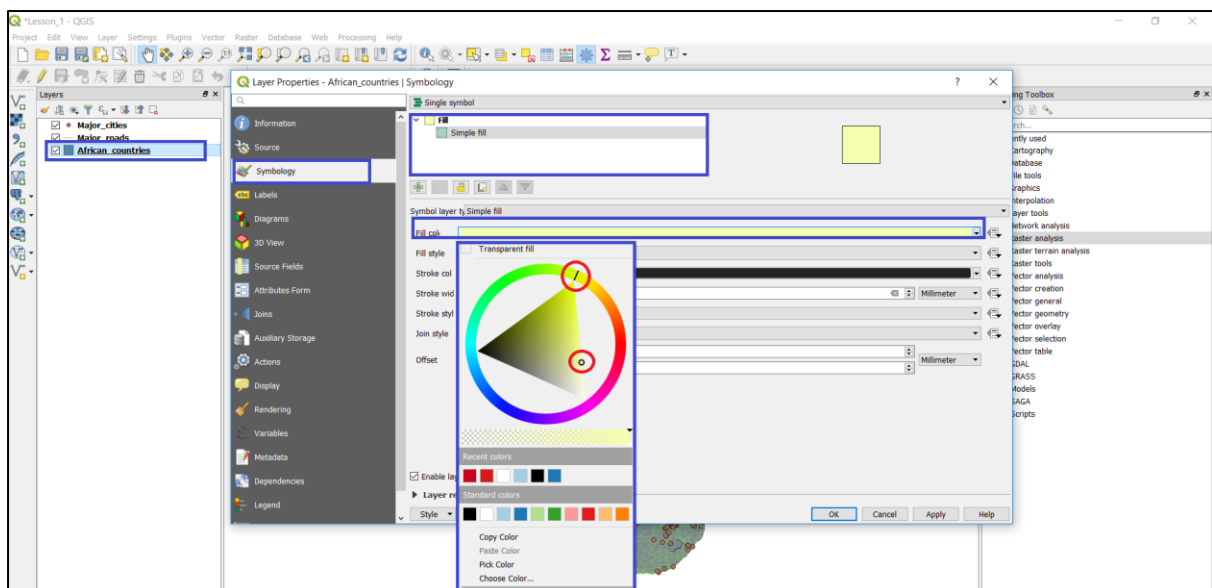 *Lesson_1 - QGIS
Project Edit View Layer Settings Plugins Vector Raster Database Web Processing Help
Layers
Major_cities
Major_roads
African_countries
Layer Properties - African_countries | Symbology
Information
Source
Symbology
Labels
Diagrams
3D View
Source Fields
Attributes Form
Joins
Auxiliary Storage
Actions
Display
Rendering
Variables
Metadata
Dependencies
Legend
Single symbol
Fill
Simple fill
Symbol layer ty Simple fill
Fill col
Fill style
Stroke col
Stroke wid
Millimeter
Stroke styl
Join style
Offset
Millimeter
Transparent fill
Recent colors
Standard colors
Copy Color
Paste Color
Pick Color
Choose Color...
Enable lay
Layer re
Style
OK Cancel Apply Help
ing Toolbox
rch...
ently used
artography
atabase
ile tools
raphics
nterpolation
ayer tools
etwork analysis
aster analysis
aster terrain analysis
aster tools
ector analysis
ector creation
ector general
ector geometry
ector overlay
ector selection
ector table
GDAL
GRASS
Models
SAGA
Scripts